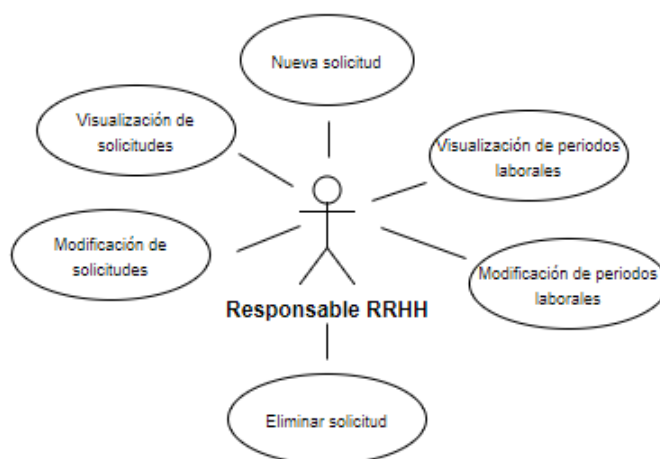 Nueva solicitud
Visualización de
solicitudes
Visualización de periodos
laborales
Modificación de
solicitudes
Modificación de periodos
laborales
Responsable RRHH
Eliminar solicitud